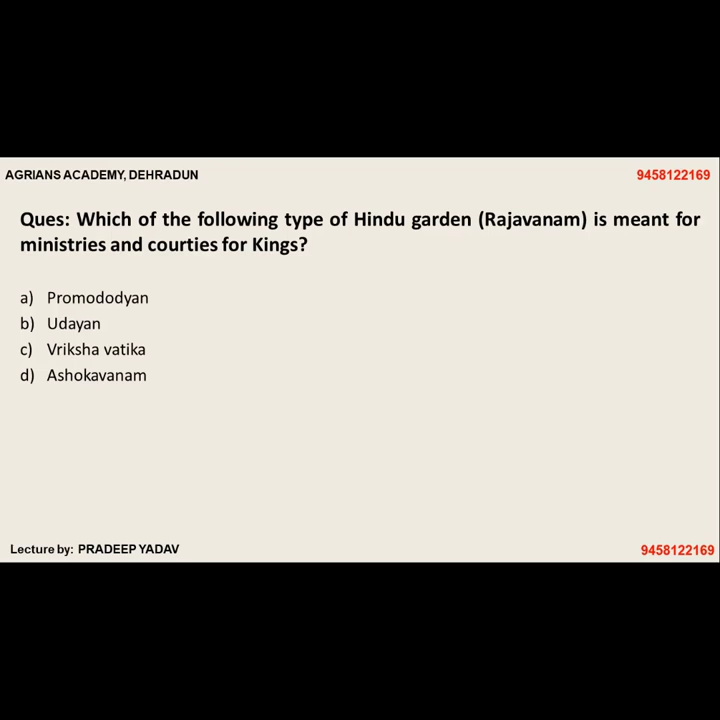 AGRIANS ACADEMY, DEHRADUN 9458122169
Ques: Which of the following type of Hindu garden (Rajavanam) is meant for
ministries and courties for Kings?
a) Promododyan
b) Udayan
c) Vriksha vatika
d) Ashokavanam
Lecture by: PRADEEP YADAV 9458122169